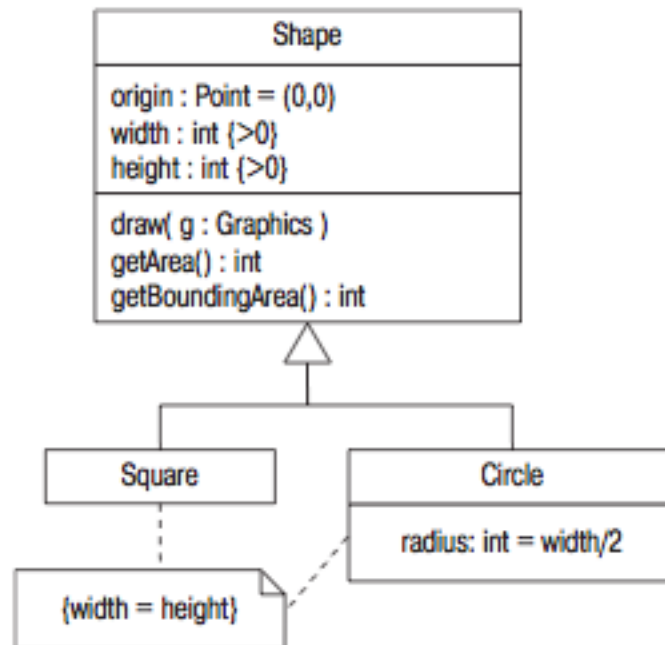 Shape
origin : Point = (0,0)
width : int {>0}
height : int {>0}
draw( g : Graphics )
getArea() : int
getBoundingArea() : int
Square
Circle
radius: int = width/2
{width = height}